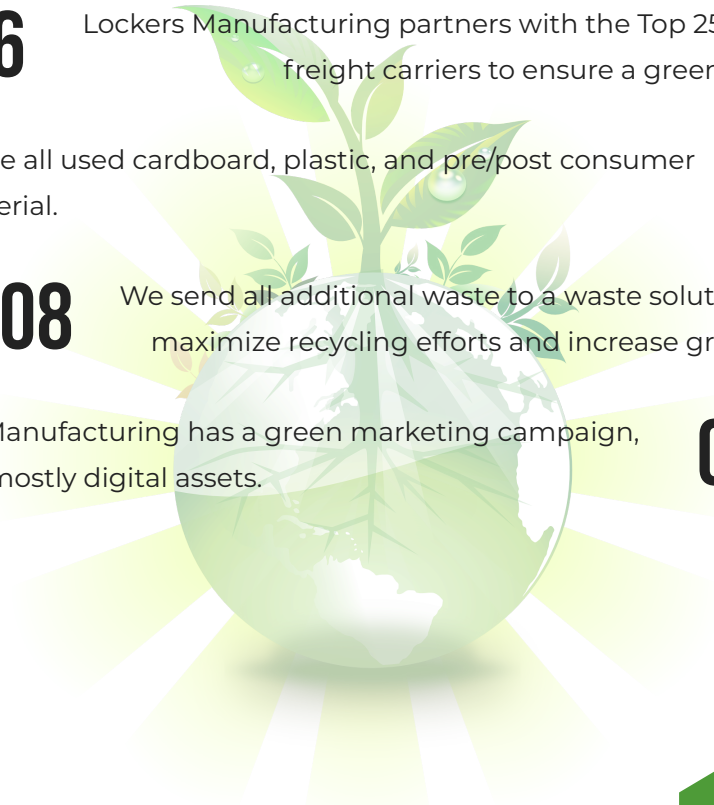 6 Lockers Manufacturing partners with the Top 25
freight carriers to ensure a green
e all used cardboard, plastic, and pre/post consumer
erial.
08 We send all additional waste to a waste solut
maximize recycling efforts and increase gr
Manufacturing has a green marketing campaign,
mostly digital assets.
0